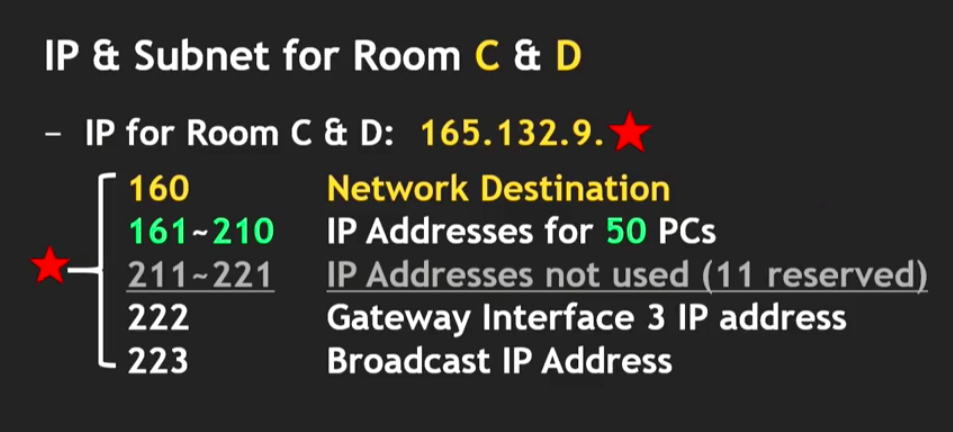 IP & Subnet for Room C & D
– IP for Room C & D: 165.132.9.
160 Network Destination
161~210 IP Addresses for 50 PCs
211~221 IP Addresses not used (11 reserved)
222 Gateway Interface 3 IP address
223 Broadcast IP Address